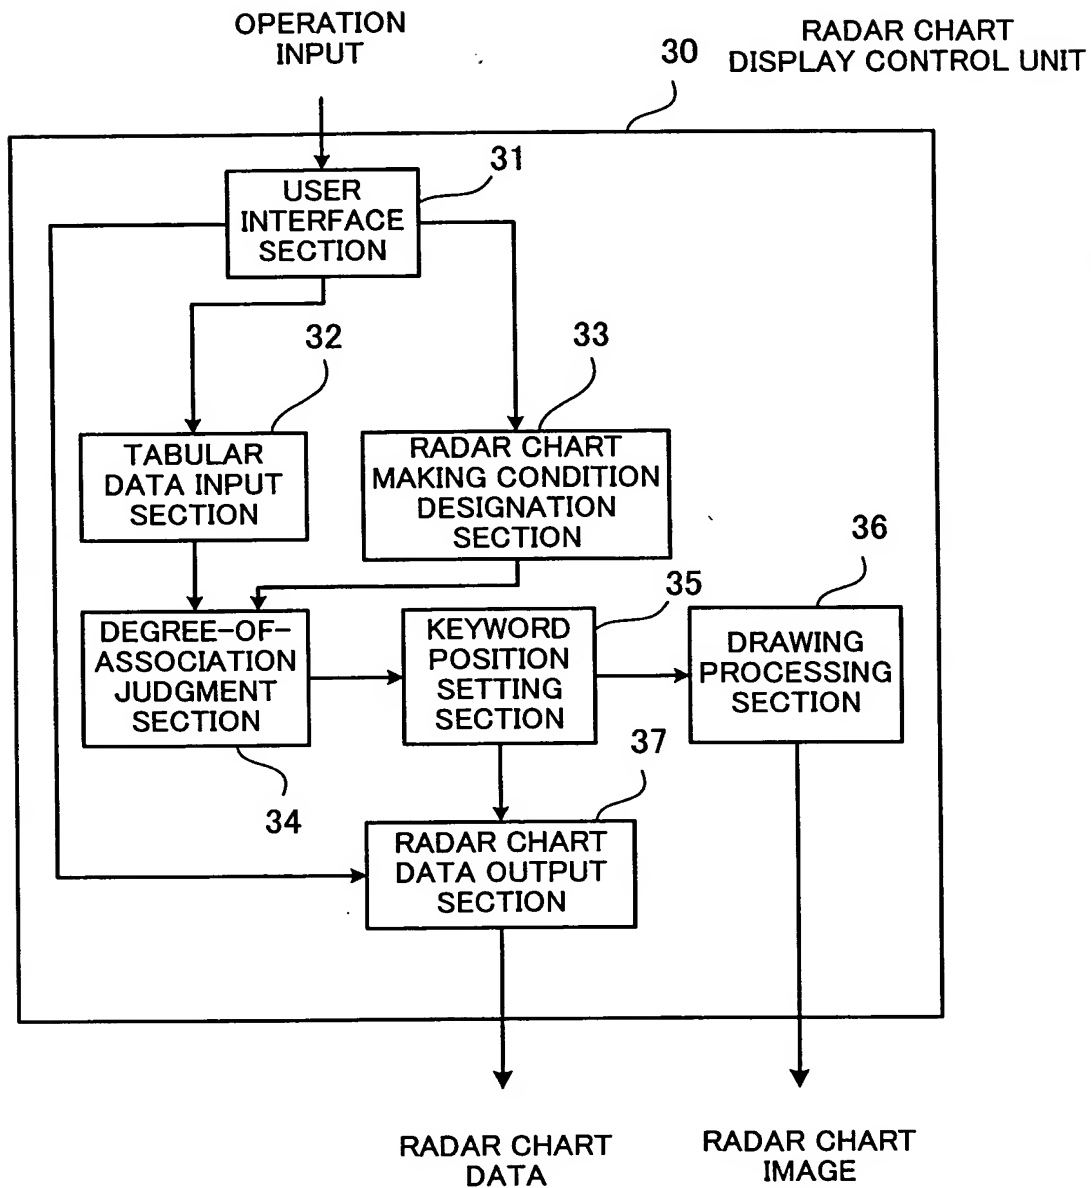 OPERATION
INPUT
RADAR CHART
DISPLAY CONTROL UNIT
30
31
USER
INTERFACE
SECTION
32
33
TABULAR
DATA INPUT
SECTION
RADAR CHART
MAKING CONDITION
DESIGNATION
SECTION
36
35
DEGREE-OF-
ASSOCIATION
JUDGMENT
SECTION
KEYWORD
POSITION
SETTING
SECTION
DRAWING
PROCESSING
SECTION
34
37
RADAR CHART
DATA OUTPUT
SECTION
RADAR CHART
DATA
RADAR CHART
IMAGE